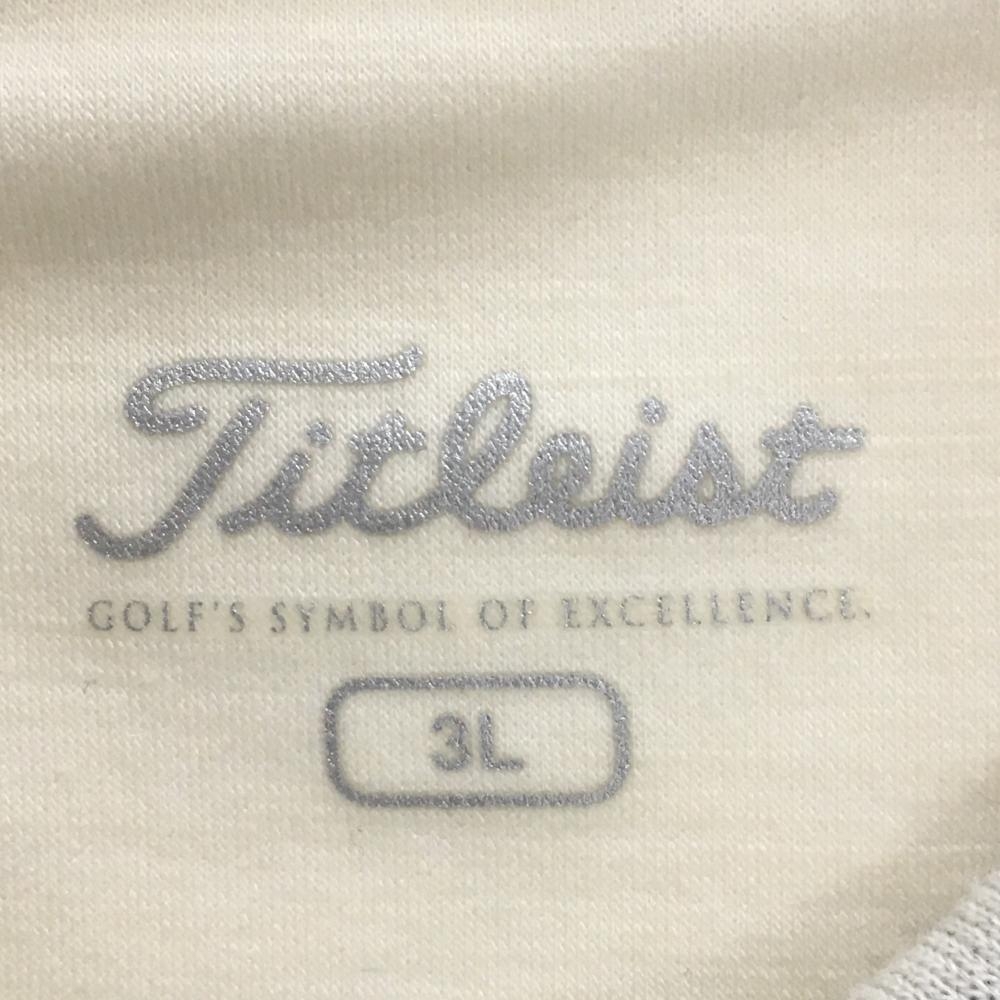 Titleist
GOLF'S SYMBOL OF EXCELLENCE.
3L